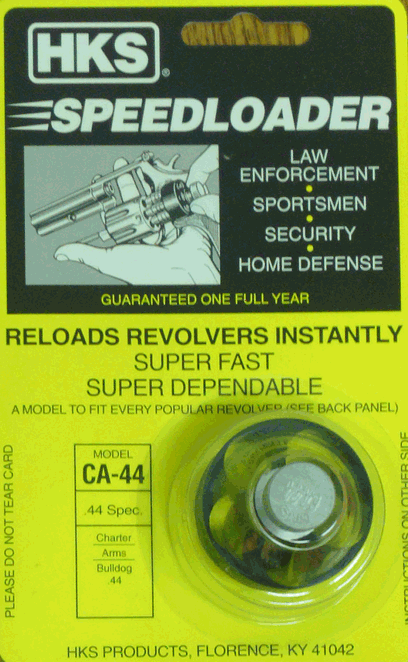 HKS®
SPEEDLOADER
LAW
ENFORCEMENT
•
SPORTSMEN
•
SECURITY
•
HOME DEFENSE
GUARANTEED ONE FULL YEAR
RELOADS REVOLVERS INSTANTLY
SUPER FAST
SUPER DEPENDABLE
A MODEL TO FIT EVERY POPULAR REVOLVER (SEE BACK PANEL)
PLEASE DO NOT TEAR CARD
MODEL
CA-44
.44 Spec.
Charter
Arms
Bulldog
.44
INSTRUCTIONS ON OTHER SIDE
HKS PRODUCTS, FLORENCE, KY 41042